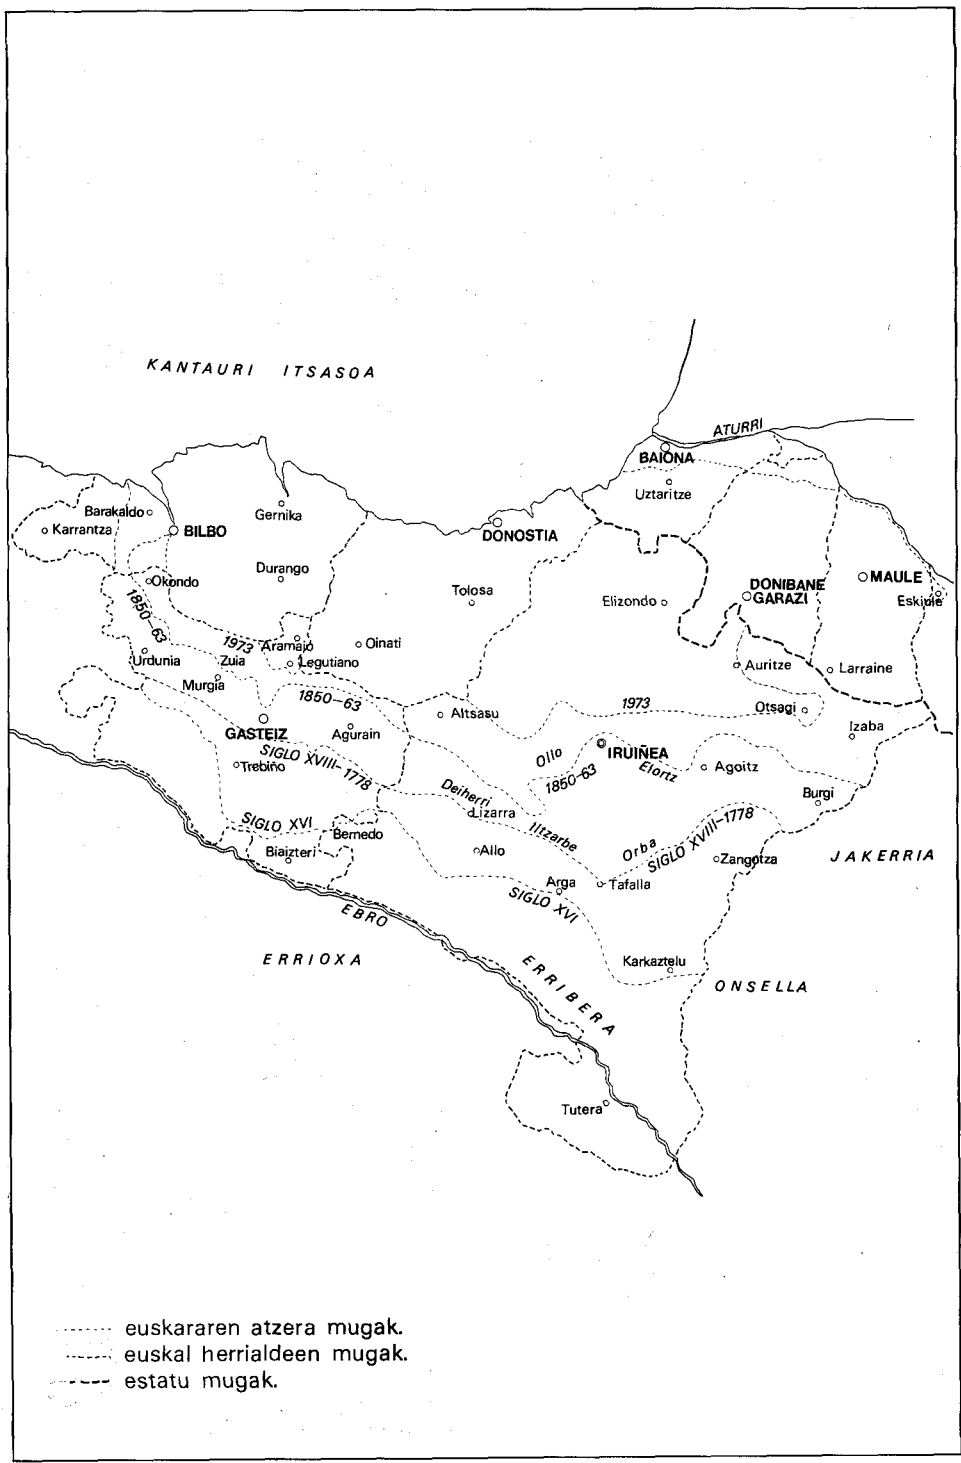 KANTAURI ITSASOA
ATURRI
BAIONA
Uztaritze
Barakaldo
Karrantza
BILBO
Gernika
DONOSTIA
Okondo
Durango
Tolosa
Elizondo
DONIBANE
GARAZI
MAULE
Eskiule
1850–63
1973
Aramajo
Oinati
Urdunia
Zuia
Legutiano
Auritze
Larraine
Murgia
1850–63
Altsasu
1973
Otsagi
Izaba
GASTEIZ
Agurain
Ollo
IRUIÑEA
Elortz
Agoitz
SIGLO XVIII–1778
Trebiño
1850–63
Deiherri
Lizarra
Burgi
SIGLO XVI
Bernedo
Iltzarbe
Orba
SIGLO XVIII–1778
Biaizteri
Allo
Zangotza
JAKERRIA
Arga
Tafalla
SIGLO XVI
EBRO
ERRIOXA
ERRIBERA
Karkaztelu
ONSELLA
Tutera
euskararen atzera mugak.
euskal herrialdeen mugak.
estatu mugak.